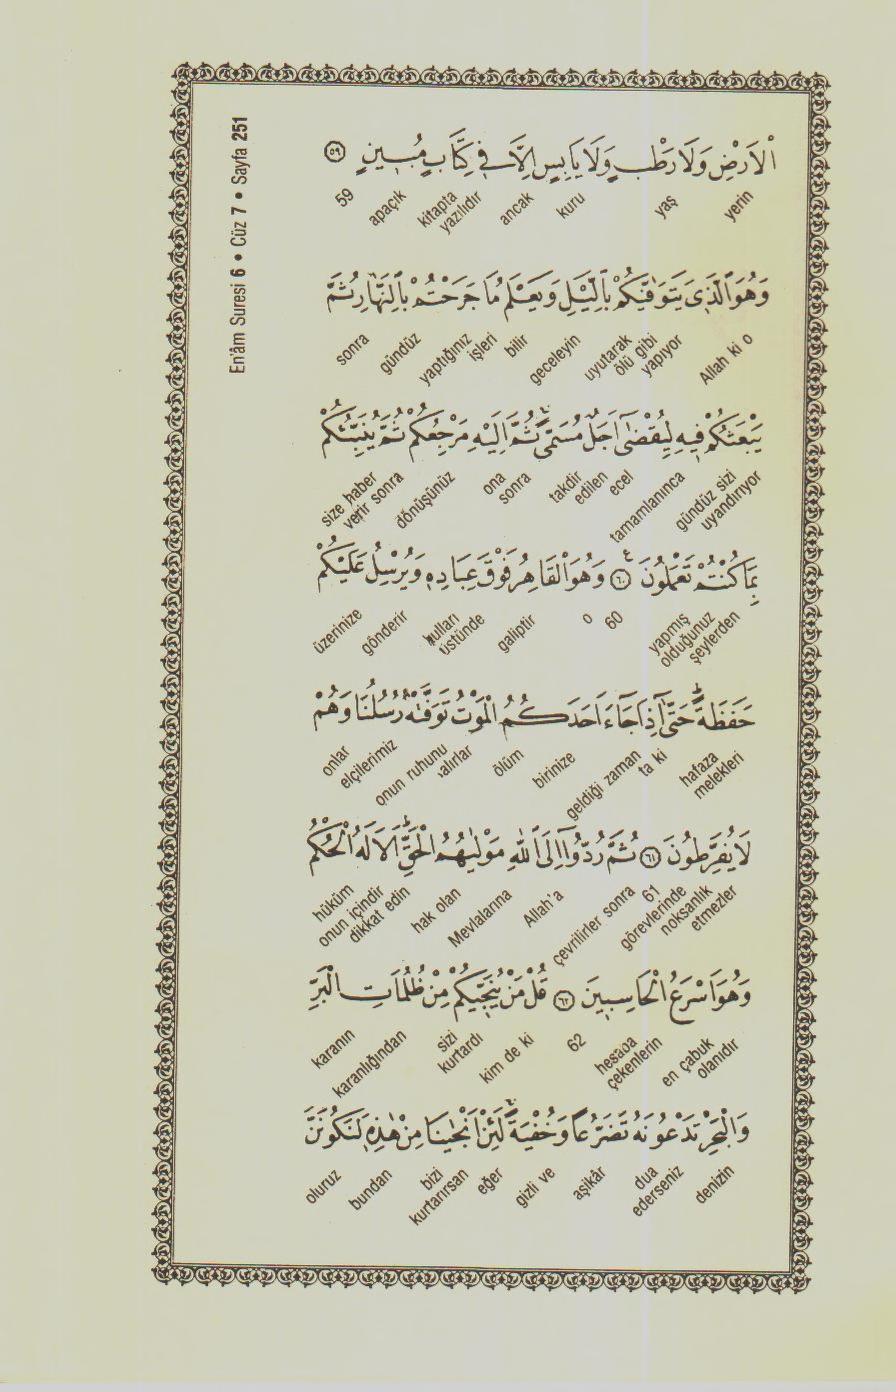 En'âm Suresi 6 • Cüz 7 • Sayfa 251
اْلاَرْضِ وَلَا رَطْبٍ وَلَا يَابِسٍ اِلَّا فٖى كِتَابٍ مُبٖينٍ ﴿٥٩﴾
yerin yaş kuru ancak kitapta yazılıdır apaçık 59
وَهُوَ الَّذٖى يَتَوَفّٰيكُمْ بِالَّيْلِ وَيَعْلَمُ مَا جَرَحْتُمْ بِالنَّهَارِ ثُمَّ
Allah ki o uyutarak ölü gibi yapıyor geceleyin bilir işleri yaptığınız gündüz sonra
يَبْعَثُكُمْ فٖيهِ لِيُقْضٰٓى اَجَلٌ مُسَمًّى ثُمَّ اِلَيْهِ مَرْجِعُكُمْ ثُمَّ يُنَبِّئُكُمْ
gündüz sizi uyandırıyor tamamlanınca ecel takdir edilen sonra ona dönüşünüz size haber verir sonra
بِمَا كُنْتُمْ تَعْمَلُونَ ﴿٦٠﴾ وَهُوَ الْقَاهِرُ فَوْقَ عِبَادِهٖ وَيُرْسِلُ عَلَيْكُمْ
yapmış olduğunuz şeylerden 60 o galiptir kulları üstünde gönderir üzerinize
حَفَظَةً حَتّٰٓى اِذَا جَٓاءَ اَحَدَكُمُ الْمَوْتُ تَوَفَّتْهُ رُسُلُنَا وَهُمْ
hafaza melekleri ta ki geldiği zaman birinize ölüm onun ruhunu alırlar elçilerimiz onlar
لَا يُفَرِّطُونَ ﴿٦١﴾ ثُمَّ رُدُّٓوا اِلَى اللّٰهِ مَوْلٰيهُمُ الْحَقِّ اَلَا لَهُ الْحُكْمُ
görevlerinde noksanlık etmezler 61 çevrilirler sonra Allah'a Mevlalarına hak olan onun içindir dikkat edin hüküm
وَهُوَ اَسْرَعُ الْحَاسِبٖينَ ﴿٦٢﴾ قُلْ مَنْ يُنَجّٖيكُمْ مِنْ ظُلُمَاتِ الْبَرِّ
en çabuk olanıdır hesaba çekenlerin 62 kim de ki sizi kurtardı karanlığından karanın
وَالْبَحْرِ تَدْعُونَهُ تَضَرُّعًا وَخُفْيَةً لَئِنْ اَنْجٰينَا مِنْ هٰذِهٖ لَنَكُونَنَّ
denizin dua ederseniz aşikâr gizli ve eğer bizi kurtarırsan bundan oluruz